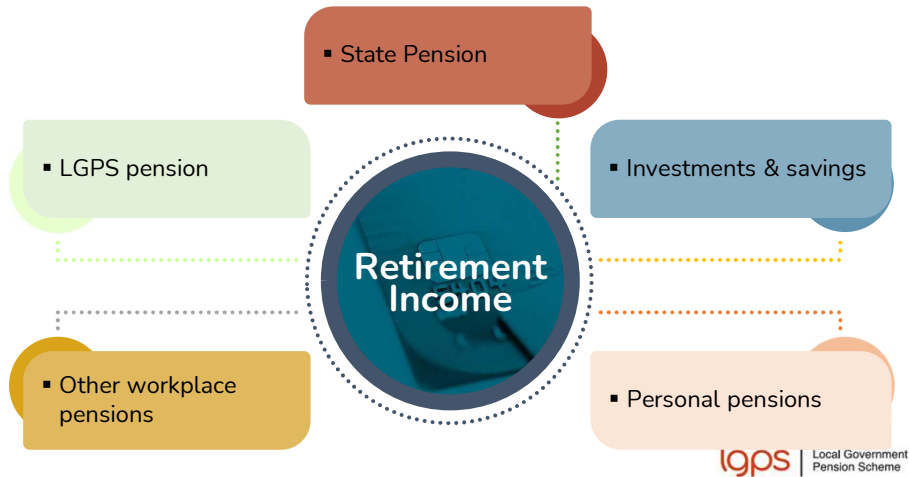 ▪ State Pension
▪ LGPS pension
▪ Investments & savings
Retirement
Income
▪ Other workplace
pensions
▪ Personal pensions
lgps
Local Government
Pension Scheme